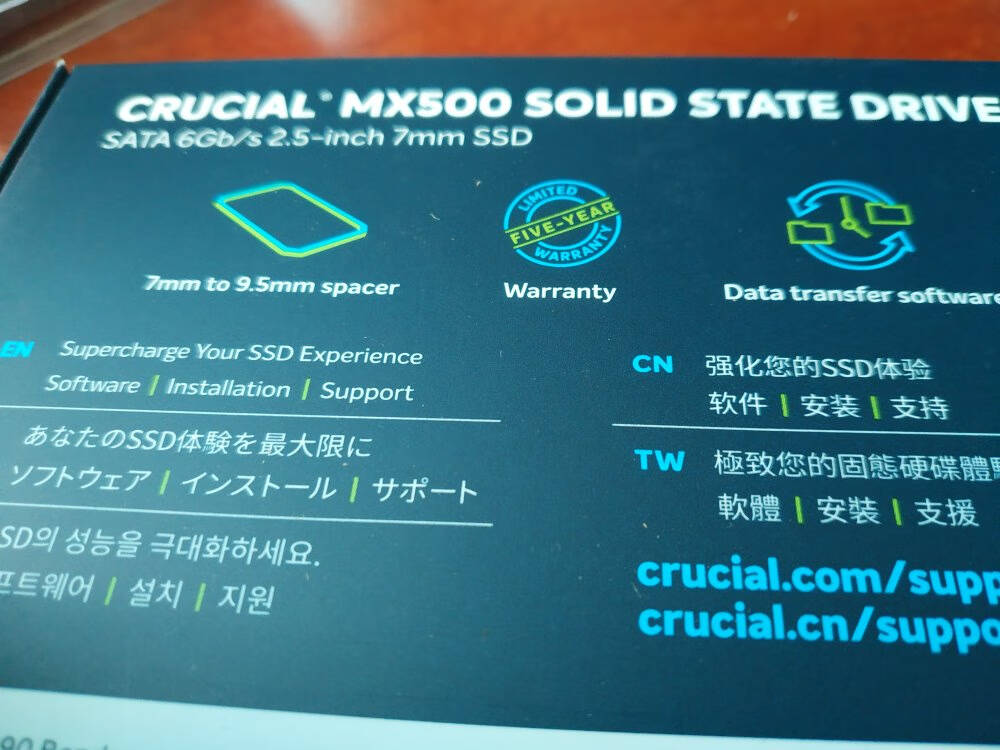 CRUCIAL® MX500 SOLID STATE DRIVE
SATA 6Gb/s 2.5-inch 7mm SSD
LIMITED
FIVE-YEAR
WARRANTY
7mm to 9.5mm spacer
Warranty
Data transfer software
EN Supercharge Your SSD Experience
Software | Installation | Support
あなたのSSD体験を最大限に
ソフトウェア | インストール | サポート
SD의 성능을 극대화하세요.
프트웨어 | 설치 | 지원
CN 强化您的SSD体验
软件 | 安装 | 支持
TW 極致您的固態硬碟體驗
軟體 | 安裝 | 支援
crucial.com/supp
crucial.cn/suppo